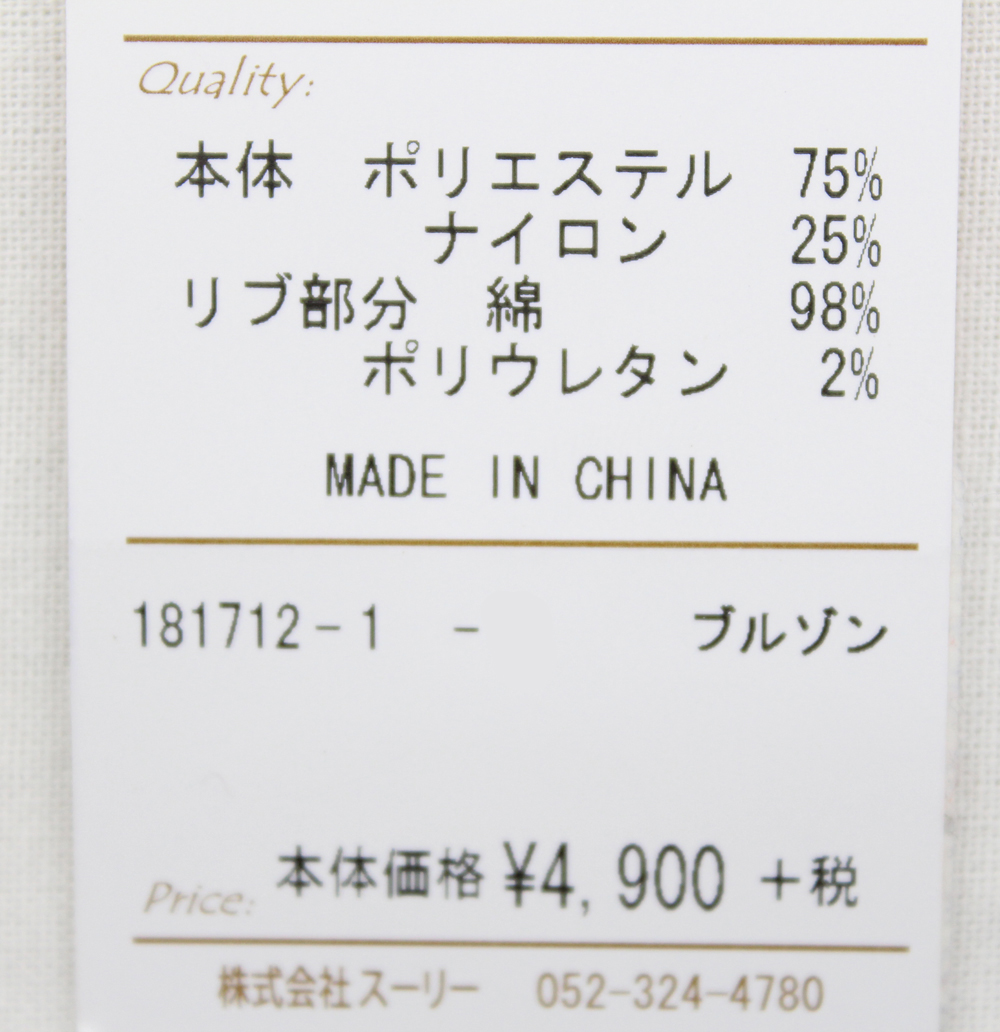 Quality:
本体　ポリエステル　75%
ナイロン　25%
リブ部分　綿　98%
ポリウレタン　2%
MADE IN CHINA
181712-1　-　ブルゾン
Price: 本体価格 ¥4,900 +税
株式会社スーリー　052-324-4780